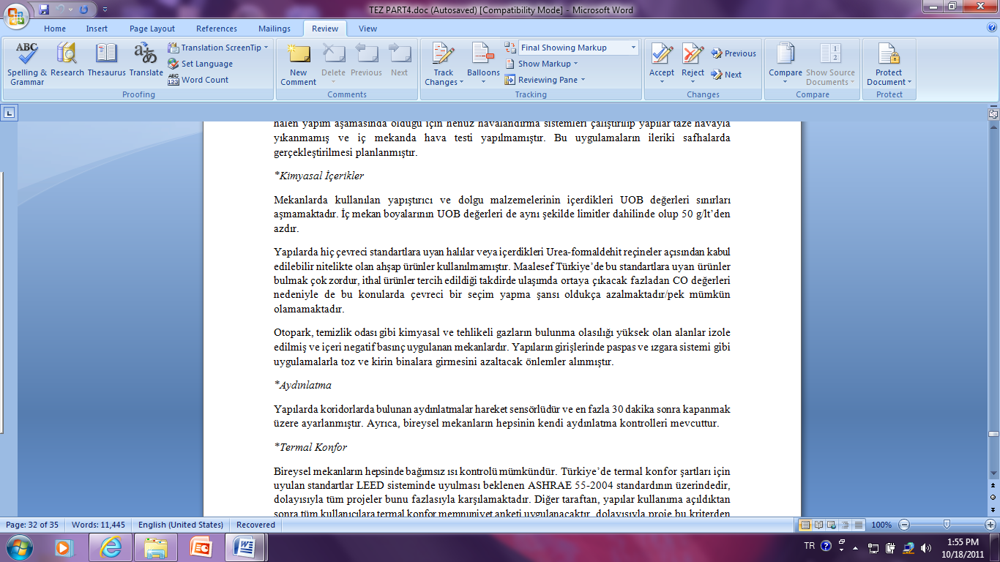 TEZ PART4.doc (Autosaved) [Compatibility Mode] - Microsoft Word
Home Insert Page Layout References Mailings Review View
ABC Spelling & Grammar
Research
Thesaurus
Translate
Translation ScreenTip
Set Language
ABC 123 Word Count
Proofing
New Comment
Delete
Previous
Next
Comments
Track Changes
Balloons
Final Showing Markup
Show Markup
Reviewing Pane
Tracking
Accept
Reject
Previous
Next
Changes
Compare
Show Source Documents
Compare
Protect Document
Protect
halen yapım aşamasında olduğu için henüz havalandırma sistemleri çalıştırılıp yapılar taze havayla
yıkanmamış ve iç mekanda hava testi yapılmamıştır. Bu uygulamaların ileriki safhalarda
gerçekleştirilmesi planlanmıştır.
*Kimyasal İçerikler
Mekanlarda kullanılan yapıştırıcı ve dolgu malzemelerinin içerdikleri UOB değerleri sınırları
aşmamaktadır. İç mekan boyalarının UOB değerleri de aynı şekilde limitler dahilinde olup 50 g/lt’den
azdır.
Yapılarda hiç çevreci standartlara uyan halılar veya içerdikleri Urea-formaldehit reçineler açısından kabul
edilebilir nitelikte olan ahşap ürünler kullanılmamıştır. Maalesef Türkiye’de bu standartlara uyan ürünler
bulmak çok zordur, ithal ürünler tercih edildiği takdirde ulaşımda ortaya çıkacak fazladan CO değerleri
nedeniyle de bu konularda çevreci bir seçim yapma şansı oldukça azalmaktadır/pek mümkün
olamamaktadır.
Otopark, temizlik odası gibi kimyasal ve tehlikeli gazların bulunma olasılığı yüksek olan alanlar izole
edilmiş ve içeri negatif basınç uygulanan mekanlardır. Yapıların girişlerinde paspas ve ızgara sistemi gibi
uygulamalarla toz ve kirin binalara girmesini azaltacak önlemler alınmıştır.
*Aydınlatma
Yapılarda koridorlarda bulunan aydınlatmalar hareket sensörlüdür ve en fazla 30 dakika sonra kapanmak
üzere ayarlanmıştır. Ayrıca, bireysel mekanların hepsinin kendi aydınlatma kontrolleri mevcuttur.
*Termal Konfor
Bireysel mekanların hepsinde bağımsız ısı kontrolü mümkündür. Türkiye’de termal konfor şartları için
uyulan standartlar LEED sisteminde uyulması beklenen ASHRAE 55-2004 standardının üzerindedir,
dolayısıyla tüm projeler bunu fazlasıyla karşılamaktadır. Diğer taraftan, yapılar kullanıma açıldıktan
sonra tüm kullanıcılara termal konfor memnuniyet anketi uygulanacaktır, dolayısıyla proje bu kriterden
Page: 32 of 35 Words: 11,445 English (United States) Recovered 100%
TR 1:55 PM
10/18/2011